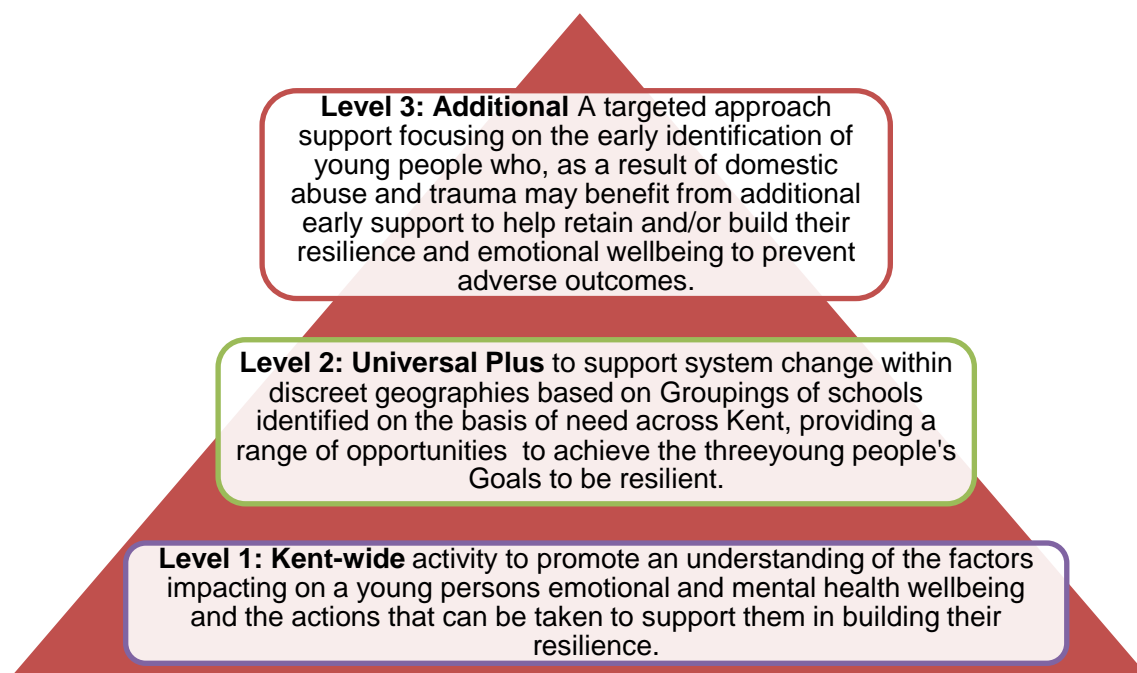 Level 3: Additional A targeted approach
support focusing on the early identification of
young people who, as a result of domestic
abuse and trauma may benefit from additional
early support to help retain and/or build their
resilience and emotional wellbeing to prevent
adverse outcomes.
Level 2: Universal Plus to support system change within
discreet geographies based on Groupings of schools
identified on the basis of need across Kent, providing a
range of opportunities  to achieve the threeyoung people's
Goals to be resilient.
Level 1: Kent-wide activity to promote an understanding of the factors
impacting on a young persons emotional and mental health wellbeing
and the actions that can be taken to support them in building their
resilience.